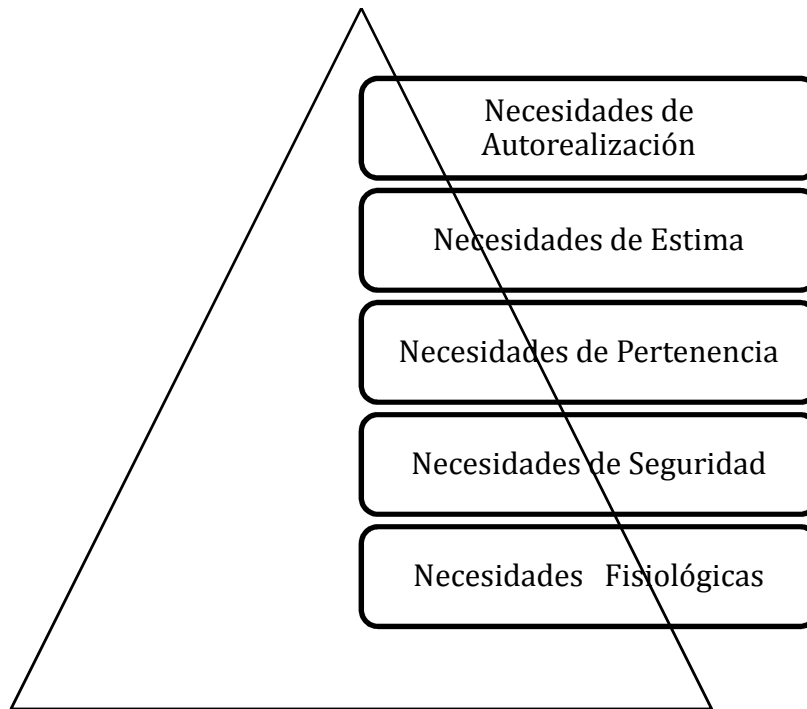 Necesidades de
Autorealización
Necesidades de Estima
Necesidades de Pertenencia
Necesidades de Seguridad
Necesidades Fisiológicas